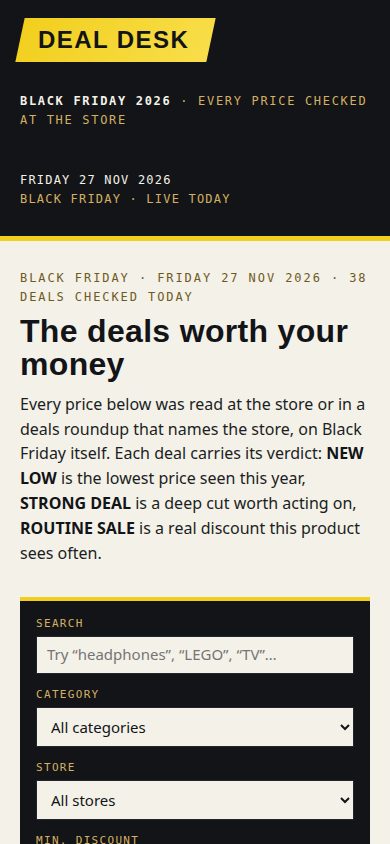 DEAL DESK
BLACK FRIDAY 2026 · EVERY PRICE CHECKED
AT THE STORE
FRIDAY 27 NOV 2026
BLACK FRIDAY · LIVE TODAY
BLACK FRIDAY · FRIDAY 27 NOV 2026 · 38
DEALS CHECKED TODAY
The deals worth your
money
Every price below was read at the store or in a
deals roundup that names the store, on Black
Friday itself. Each deal carries its verdict: NEW
LOW is the lowest price seen this year,
STRONG DEAL is a deep cut worth acting on,
ROUTINE SALE is a real discount this product
sees often.
SEARCH
Try “headphones”, “LEGO”, “TV”…
CATEGORY
All categories
STORE
All stores
MIN. DISCOUNT